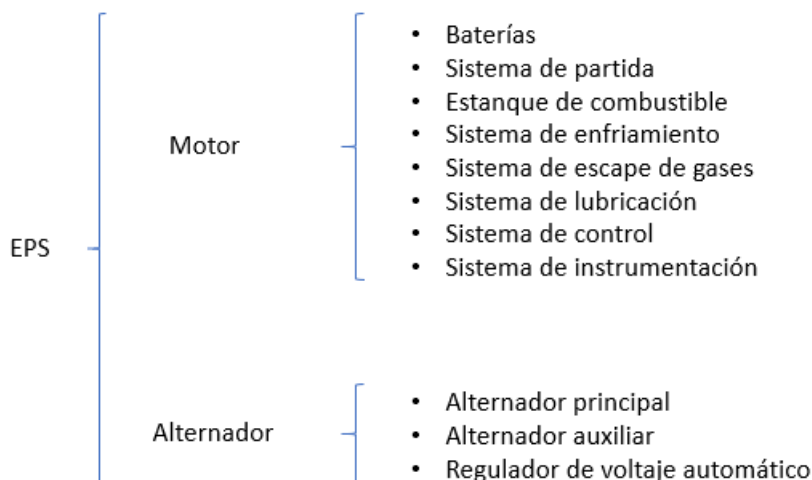 Baterías
Sistema de partida
Estanque de combustible
Sistema de enfriamiento
Motor
Sistema de escape de gases
Sistema de lubricación
Sistema de control
EPS
Sistema de instrumentación
Alternador principal
Alternador
Alternador auxiliar
Regulador de voltaje automático